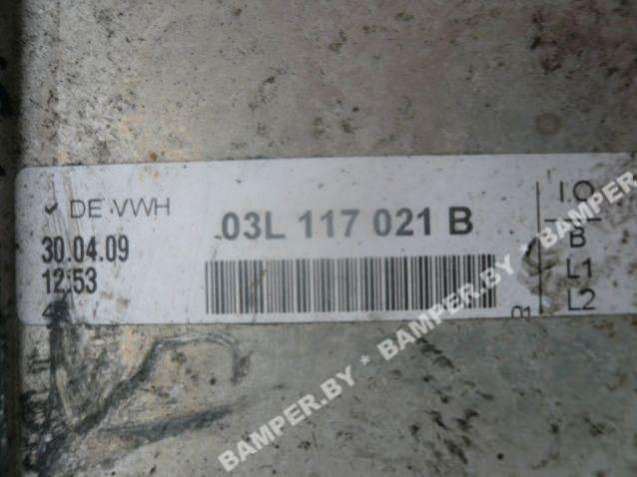 ✓ DE VWH
03L 117 021 B
30.04.09
12:53
01
I.O
B
L1
L2
BAMPER.BY * BAMPER.BY * BAMPER.BY